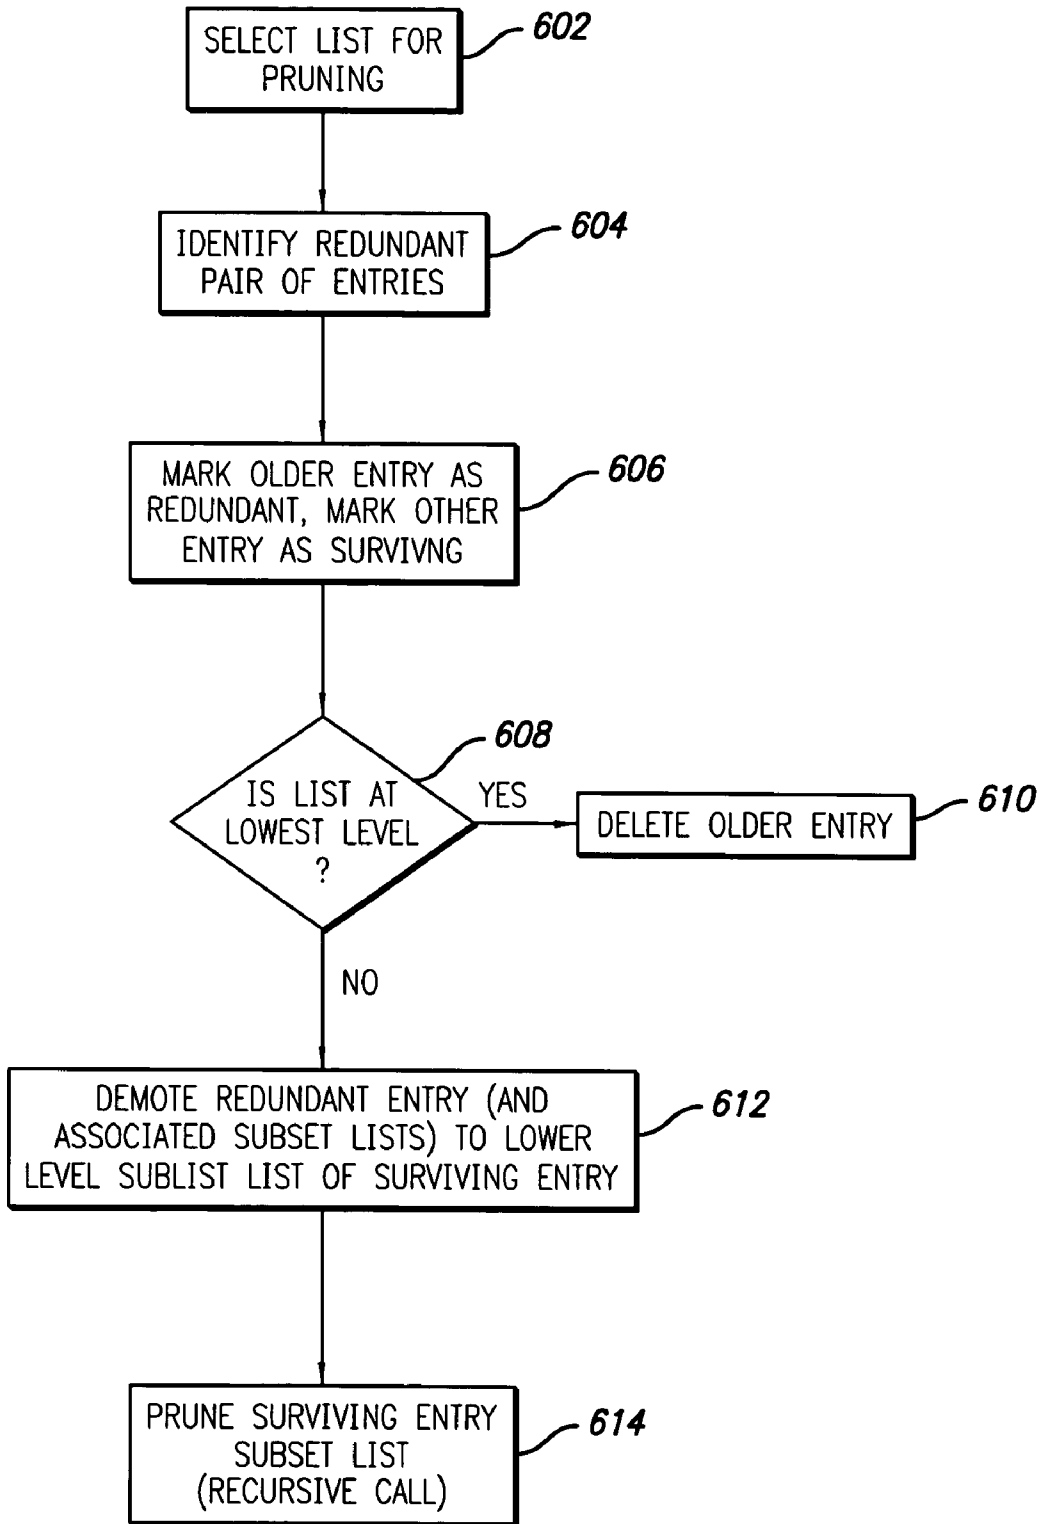 SELECT LIST FOR
PRUNING
602
IDENTIFY REDUNDANT
PAIR OF ENTRIES
604
MARK OLDER ENTRY AS
REDUNDANT, MARK OTHER
ENTRY AS SURVIVNG
606
IS LIST AT
LOWEST LEVEL
?
608
YES
DELETE OLDER ENTRY
610
NO
DEMOTE REDUNDANT ENTRY (AND
ASSOCIATED SUBSET LISTS) TO LOWER
LEVEL SUBLIST LIST OF SURVIVING ENTRY
612
PRUNE SURVIVING ENTRY
SUBSET LIST
(RECURSIVE CALL)
614